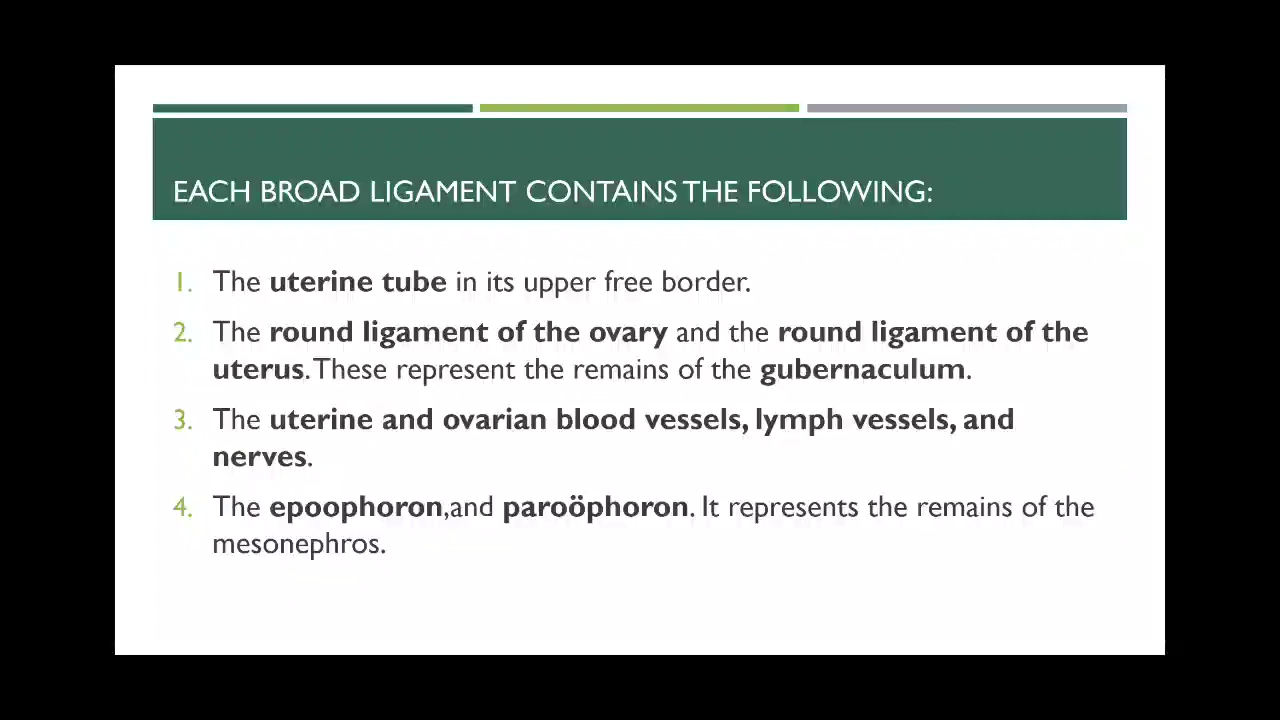 EACH BROAD LIGAMENT CONTAINS THE FOLLOWING:
1. The uterine tube in its upper free border.
2. The round ligament of the ovary and the round ligament of the
uterus. These represent the remains of the gubernaculum.
3. The uterine and ovarian blood vessels, lymph vessels, and
nerves.
4. The epoophoron,and paroöphoron. It represents the remains of the
mesonephros.